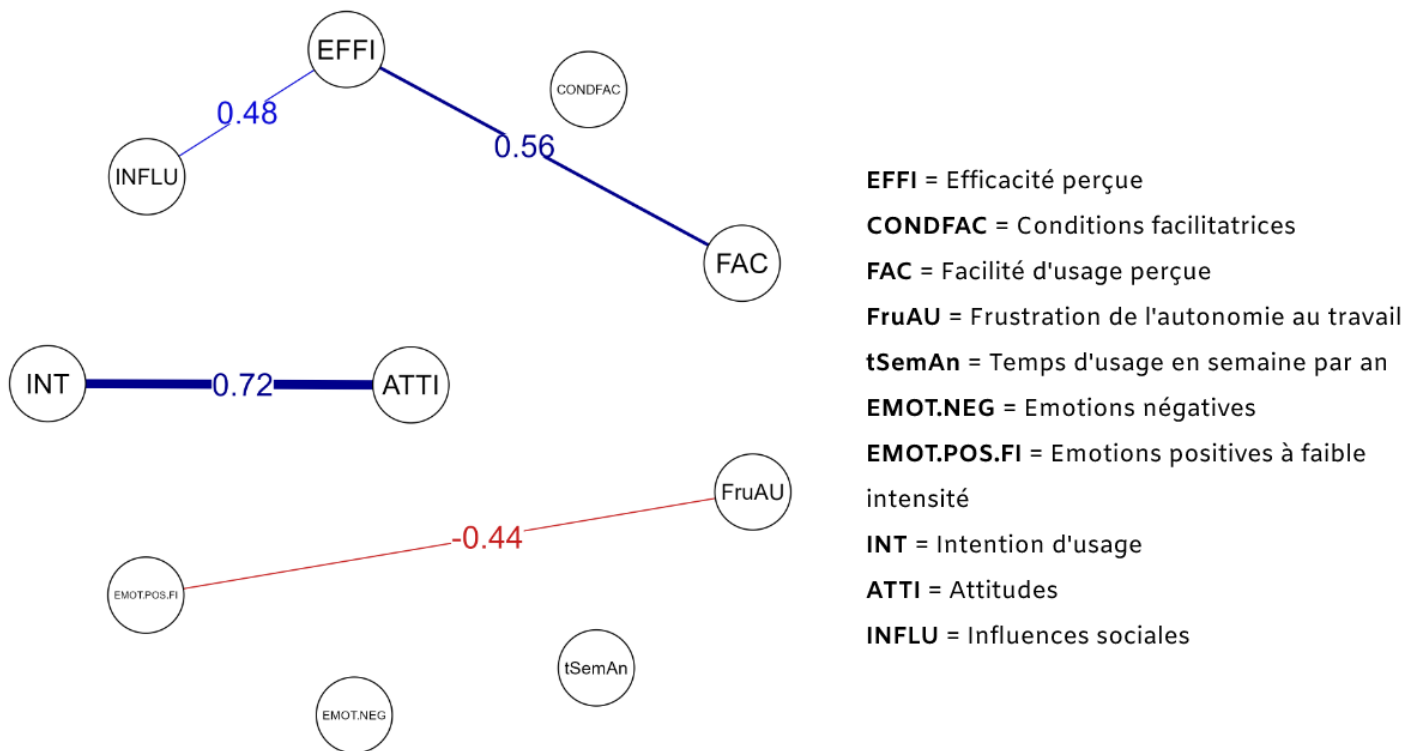 EFFI
CONDFAC
0.48
0.56
INFLU
FAC
INT
0.72
ATTI
FruAU
-0.44
EMOT.POS.FI
tSemAn
EMOT.NEG
EFFI = Efficacité perçue
CONDFAC = Conditions facilitatrices
FAC = Facilité d'usage perçue
FruAU = Frustration de l'autonomie au travail
tSemAn = Temps d'usage en semaine par an
EMOT.NEG = Emotions négatives
EMOT.POS.FI = Emotions positives à faible
intensité
INT = Intention d'usage
ATTI = Attitudes
INFLU = Influences sociales